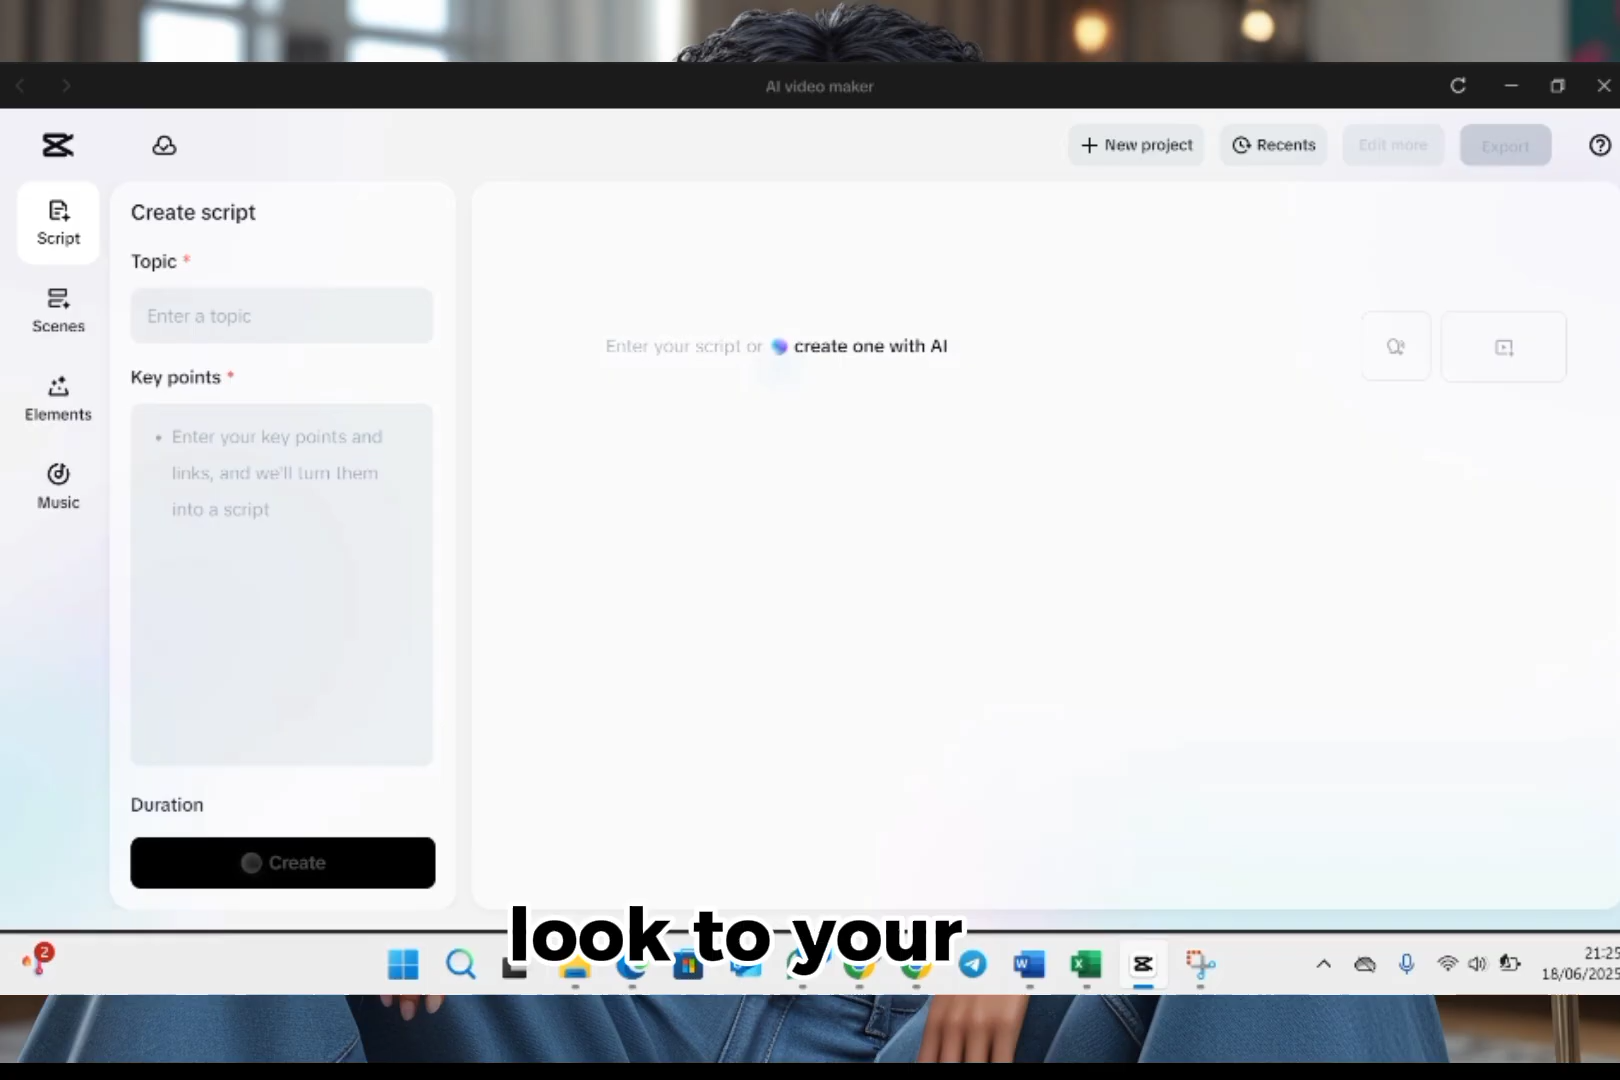 AI video maker
New project
Recents
Edit more
Export
Script
Scenes
Elements
Music
Create script
Topic *
Enter a topic
Key points *
• Enter your key points and
links, and we'll turn them
into a script
Duration
Create
Enter your script or create one with AI
look to your
2
21:25
18/06/2025